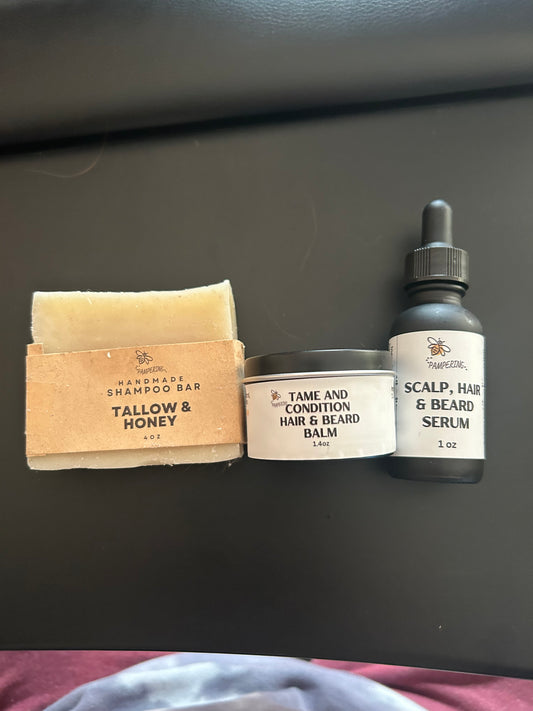 PAMPERING
HANDMADE
SHAMPOO BAR
TALLOW &
HONEY
4 OZ
PAMPERING
TAME AND
CONDITION
HAIR & BEARD
BALM
1.4oz
PAMPERING
SCALP, HAIR
& BEARD
SERUM
1 oz